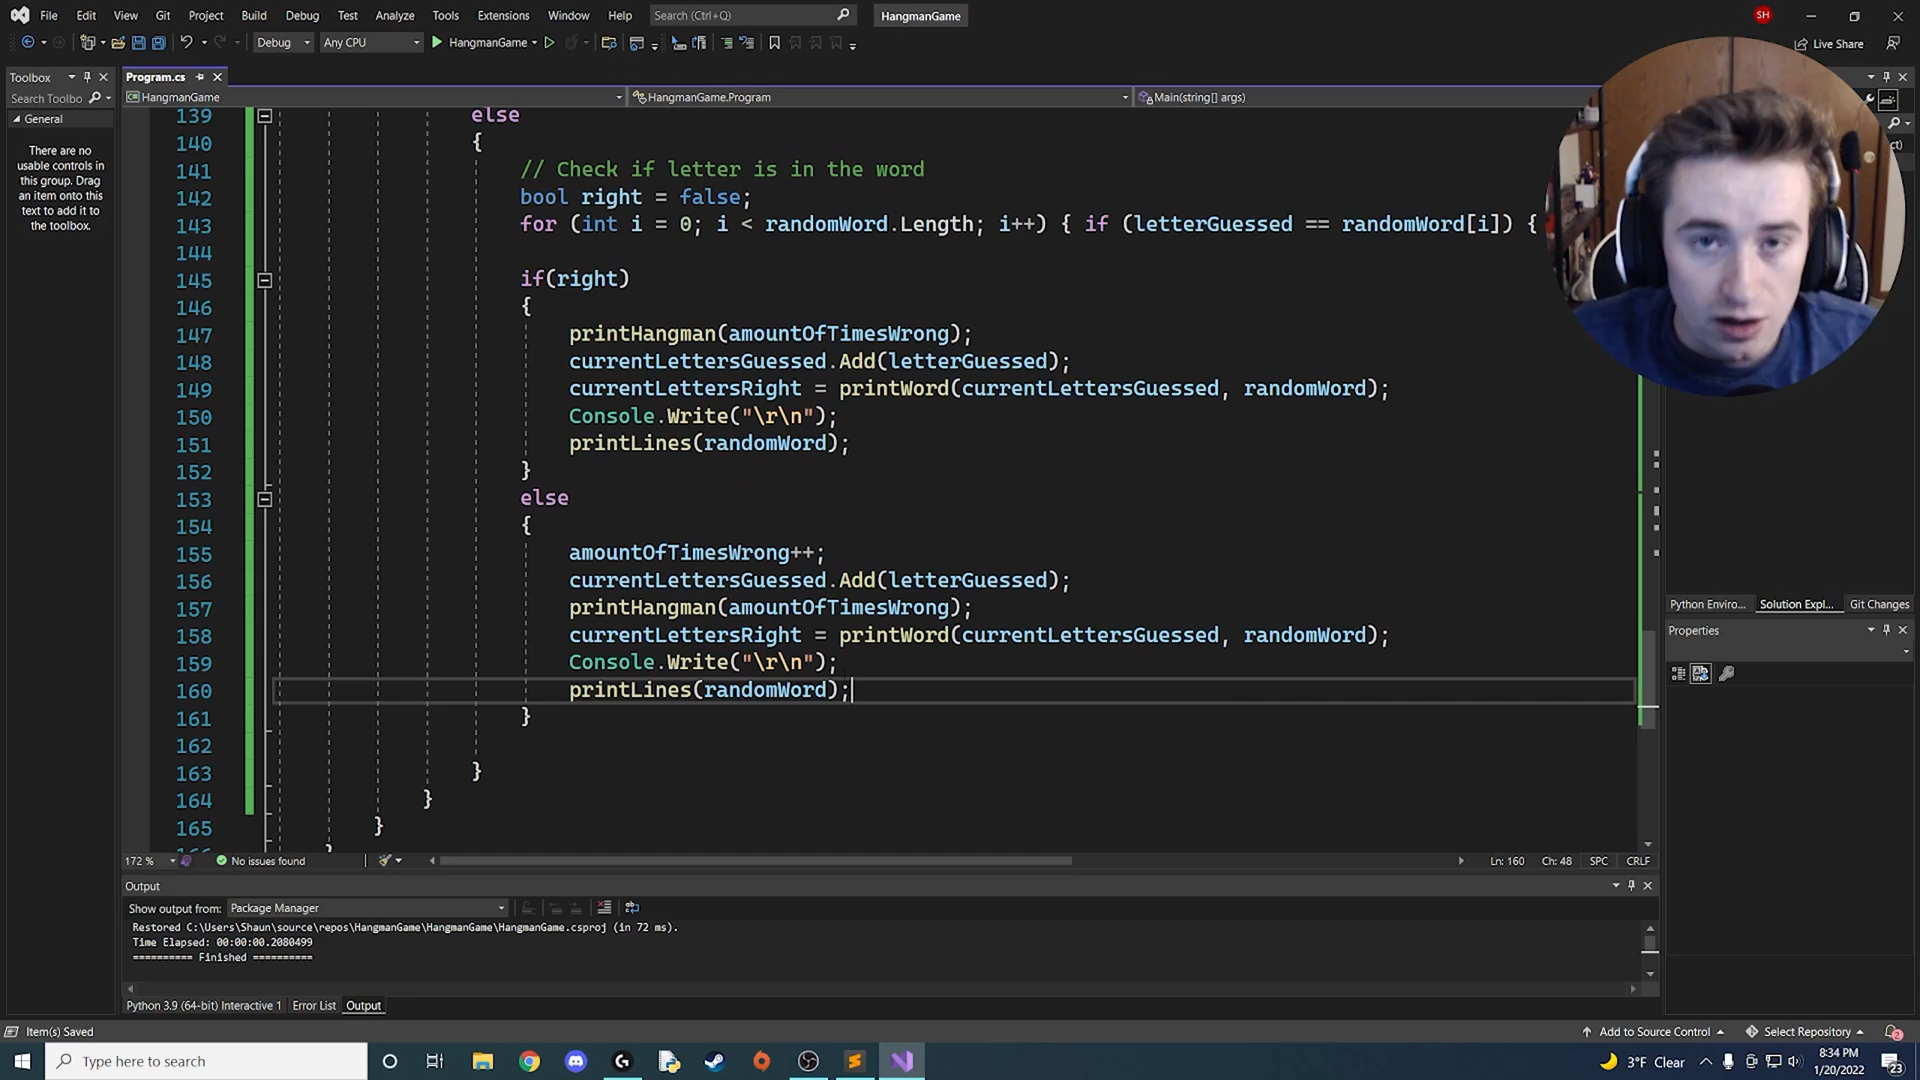 File Edit View Git Project Build Debug Test Analyze Tools Extensions Window Help Search (Ctrl+Q) HangmanGame SH
Debug Any CPU HangmanGame Live Share
Toolbox Program.cs
Search Toolbo HangmanGame HangmanGame.Program Main(string[] args)
General
There are no
usable controls in
this group. Drag
an item onto this
text to add it to
the toolbox.
139 else
140 {
141 // Check if letter is in the word
142 bool right = false;
143 for (int i = 0; i < randomWord.Length; i++) { if (letterGuessed == randomWord[i]) {
144
145 if(right)
146 {
147 printHangman(amountOfTimesWrong);
148 currentLettersGuessed.Add(letterGuessed);
149 currentLettersRight = printWord(currentLettersGuessed, randomWord);
150 Console.Write("\r\n");
151 printLines(randomWord);
152 }
153 else
154 {
155 amountOfTimesWrong++;
156 currentLettersGuessed.Add(letterGuessed);
157 printHangman(amountOfTimesWrong);
158 currentLettersRight = printWord(currentLettersGuessed, randomWord);
159 Console.Write("\r\n");
160 printLines(randomWord);
161 }
162
163 }
164 }
165 }
172 % No issues found Ln: 160 Ch: 48 SPC CRLF
Python Enviro... Solution Expl... Git Changes
Properties
Output
Show output from: Package Manager
Restored C:\Users\Shaun\source\repos\HangmanGame\HangmanGame\HangmanGame.csproj (in 72 ms).
Time Elapsed: 00:00:00.2080499
========== Finished ==========
Python 3.9 (64-bit) Interactive 1 Error List Output
Item(s) Saved Add to Source Control Select Repository 2
Type here to search 3°F Clear 8:34 PM
1/20/2022 23